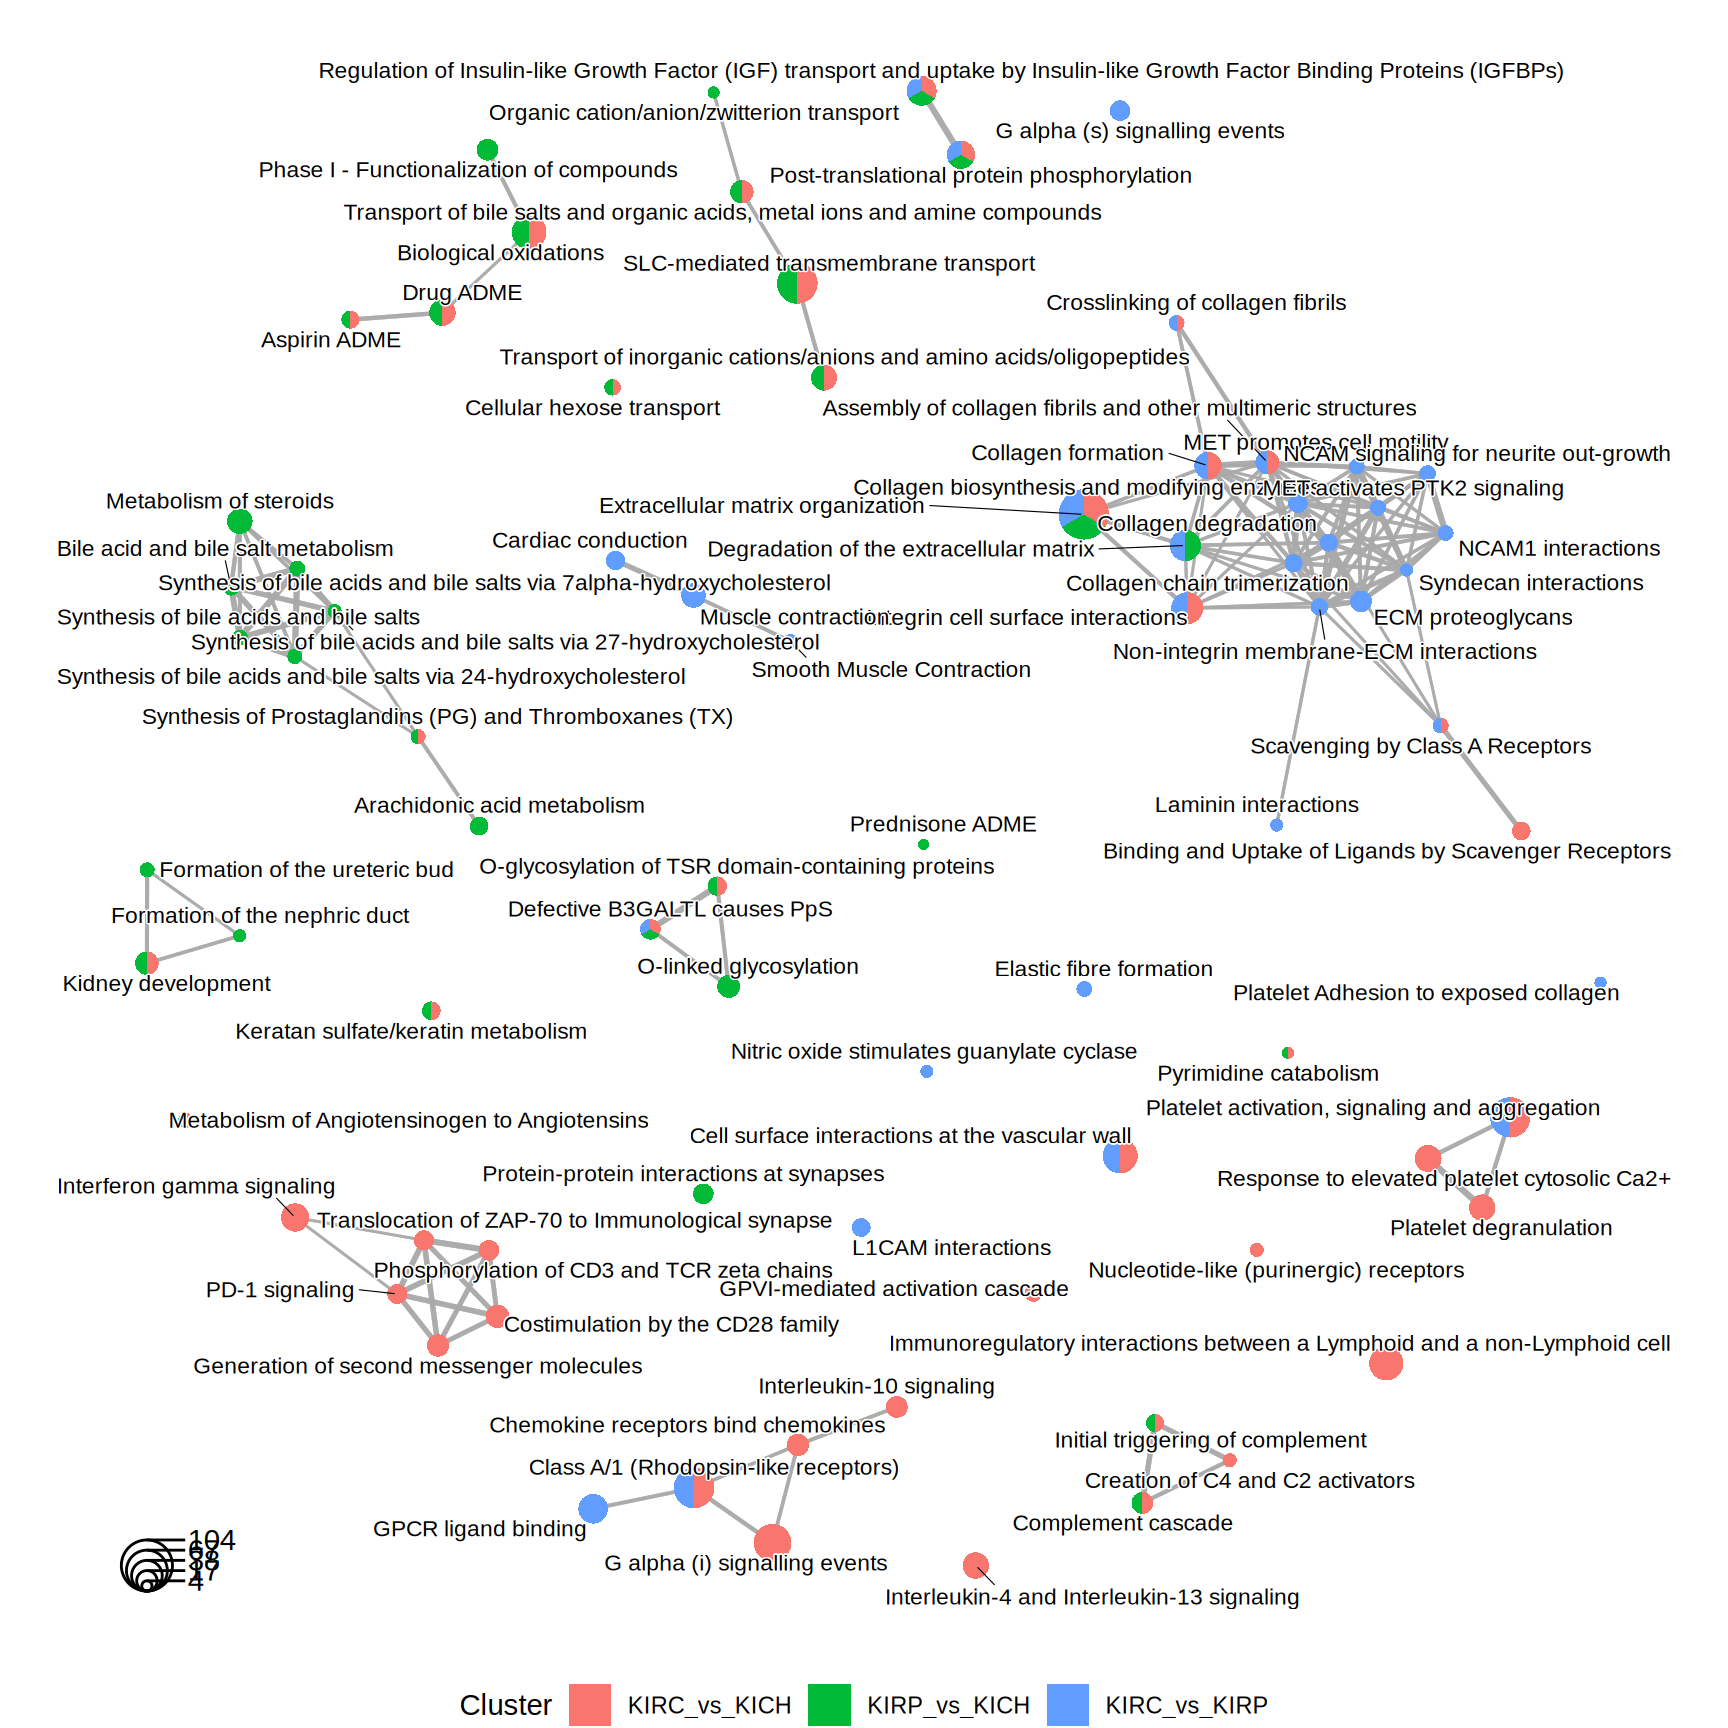 Regulation of Insulin-like Growth Factor (IGF) transport and uptake by Insulin-like Growth Factor Binding Proteins (IGFBPs)
Organic cation/anion/zwitterion transport
G alpha (s) signalling events
Phase I - Functionalization of compounds
Post-translational protein phosphorylation
Transport of bile salts and organic acids, metal ions and amine compounds
Biological oxidations
SLC-mediated transmembrane transport
Drug ADME
Crosslinking of collagen fibrils
Aspirin ADME
Transport of inorganic cations/anions and amino acids/oligopeptides
Cellular hexose transport
Assembly of collagen fibrils and other multimeric structures
MET promotes cell motility
Collagen formation
NCAM signaling for neurite out-growth
Collagen biosynthesis and modifying enzymes
MET activates PTK2 signaling
Metabolism of steroids
Extracellular matrix organization
Collagen degradation
Cardiac conduction
Bile acid and bile salt metabolism
Degradation of the extracellular matrix
NCAM1 interactions
Synthesis of bile acids and bile salts via 7alpha-hydroxycholesterol
Collagen chain trimerization
Syndecan interactions
Synthesis of bile acids and bile salts
Muscle contraction
Integrin cell surface interactions
ECM proteoglycans
Synthesis of bile acids and bile salts via 27-hydroxycholesterol
Non-integrin membrane-ECM interactions
Smooth Muscle Contraction
Synthesis of bile acids and bile salts via 24-hydroxycholesterol
Synthesis of Prostaglandins (PG) and Thromboxanes (TX)
Scavenging by Class A Receptors
Arachidonic acid metabolism
Laminin interactions
Prednisone ADME
Binding and Uptake of Ligands by Scavenger Receptors
Formation of the ureteric bud
O-glycosylation of TSR domain-containing proteins
Formation of the nephric duct
Defective B3GALTL causes PpS
O-linked glycosylation
Elastic fibre formation
Kidney development
Platelet Adhesion to exposed collagen
Keratan sulfate/keratin metabolism
Nitric oxide stimulates guanylate cyclase
Pyrimidine catabolism
Metabolism of Angiotensinogen to Angiotensins
Platelet activation, signaling and aggregation
Cell surface interactions at the vascular wall
Protein-protein interactions at synapses
Response to elevated platelet cytosolic Ca2+
Interferon gamma signaling
Translocation of ZAP-70 to Immunological synapse
Platelet degranulation
L1CAM interactions
Phosphorylation of CD3 and TCR zeta chains
Nucleotide-like (purinergic) receptors
PD-1 signaling
GPVI-mediated activation cascade
Costimulation by the CD28 family
Immunoregulatory interactions between a Lymphoid and a non-Lymphoid cell
Generation of second messenger molecules
Interleukin-10 signaling
Chemokine receptors bind chemokines
Initial triggering of complement
Class A/1 (Rhodopsin-like receptors)
Creation of C4 and C2 activators
GPCR ligand binding
Complement cascade
G alpha (i) signalling events
Interleukin-4 and Interleukin-13 signaling
104
17
4
Cluster KIRC_vs_KICH KIRP_vs_KICH KIRC_vs_KIRP